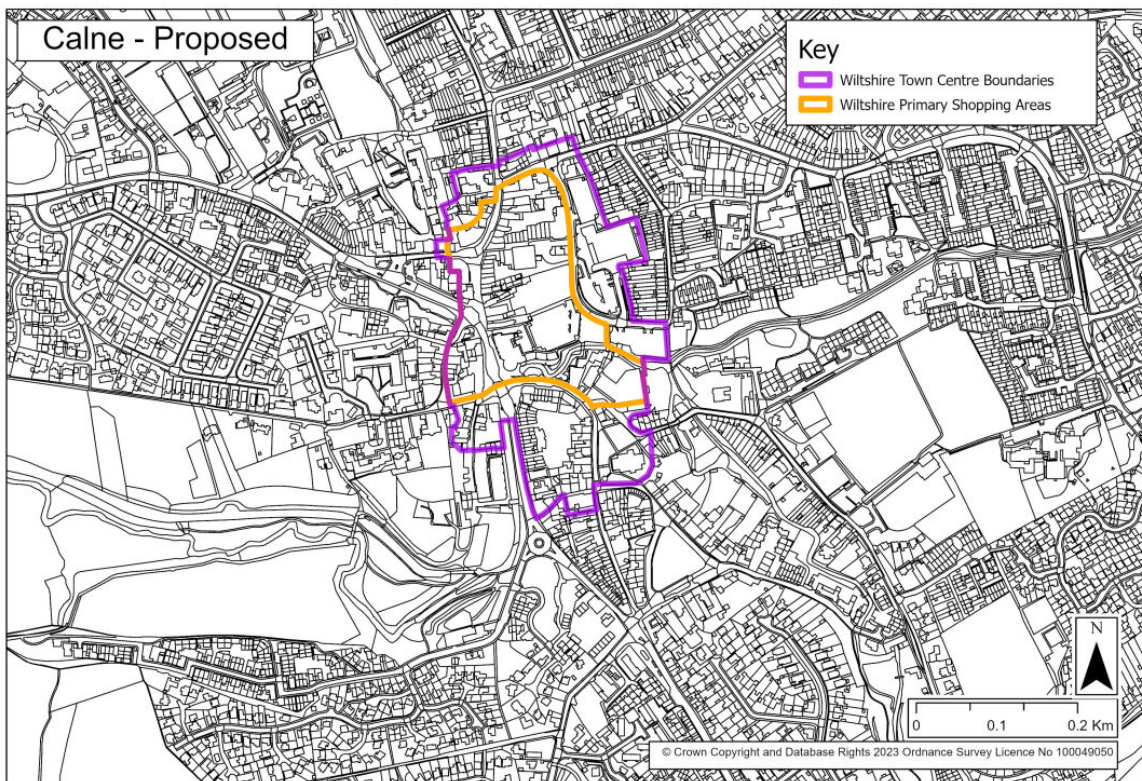 Calne - Proposed
Key
Wiltshire Town Centre Boundaries
Wiltshire Primary Shopping Areas
N
0 0.1 0.2 Km
© Crown Copyright and Database Rights 2023 Ordnance Survey Licence No 100049050